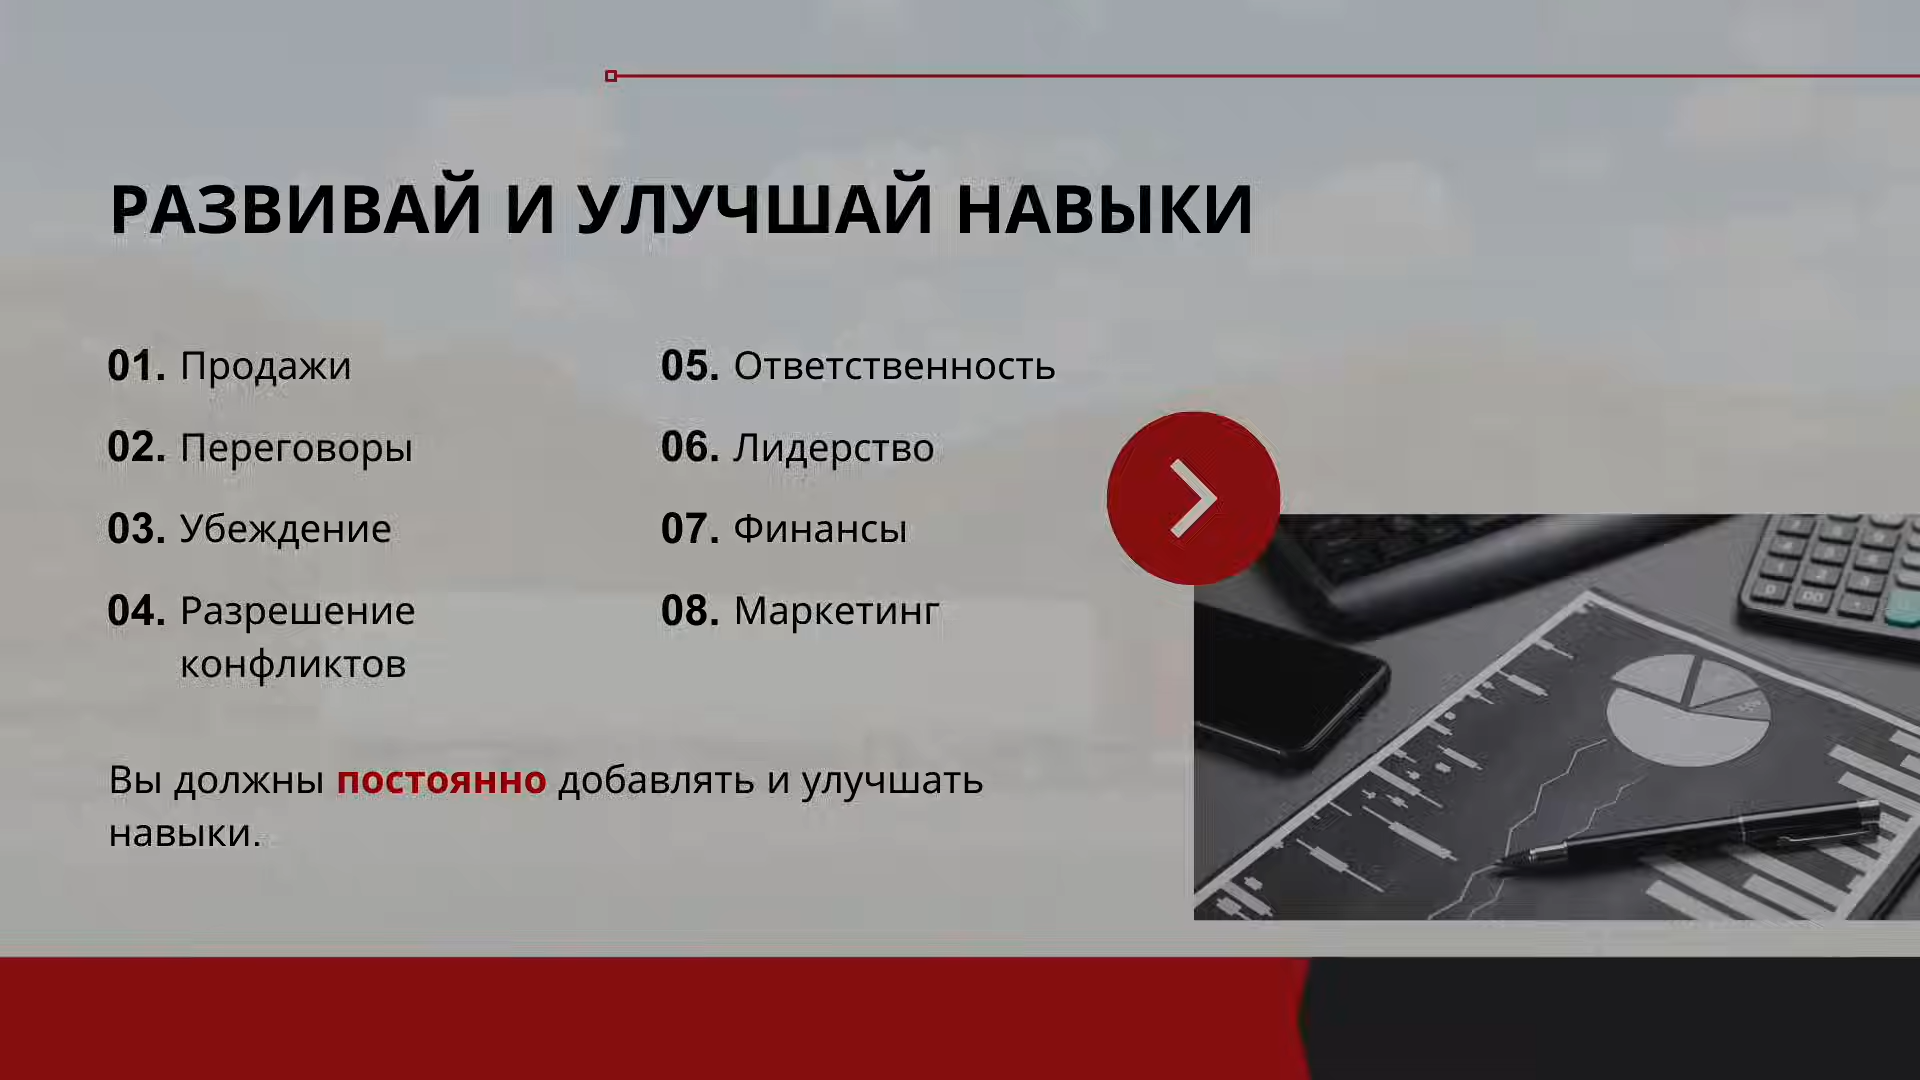 РАЗВИВАЙ И УЛУЧШАЙ НАВЫКИ
01. Продажи
02. Переговоры
03. Убеждение
04. Разрешение
конфликтов
05. Ответственность
06. Лидерство
07. Финансы
08. Маркетинг
Вы должны постоянно добавлять и улучшать
навыки.